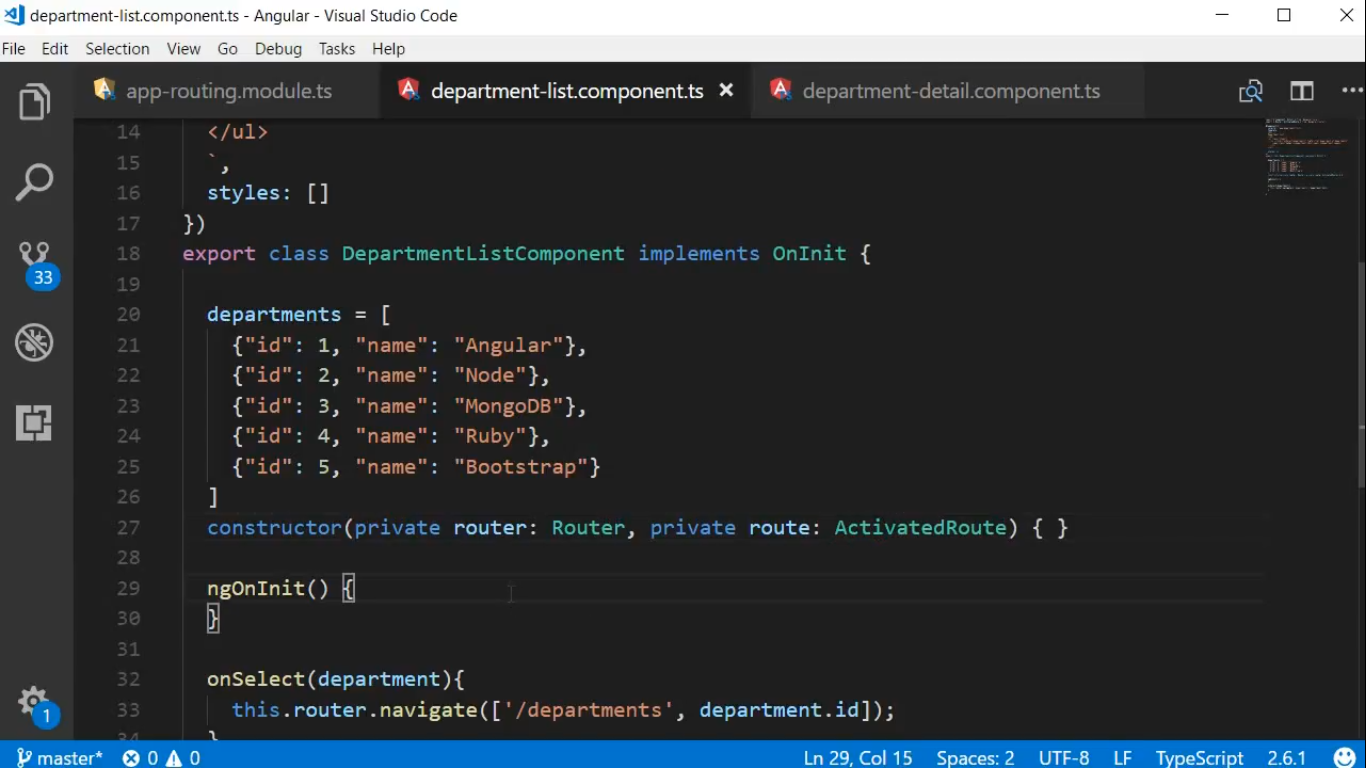 department-list.component.ts - Angular - Visual Studio Code
File Edit Selection View Go Debug Tasks Help
app-routing.module.ts department-list.component.ts department-detail.component.ts
14 </ul>
15 `,
16 styles: []
17 })
18 export class DepartmentListComponent implements OnInit {
19
20 departments = [
21 {"id": 1, "name": "Angular"},
22 {"id": 2, "name": "Node"},
23 {"id": 3, "name": "MongoDB"},
24 {"id": 4, "name": "Ruby"},
25 {"id": 5, "name": "Bootstrap"}
26 ]
27 constructor(private router: Router, private route: ActivatedRoute) { }
28
29 ngOnInit() {
30 }
31
32 onSelect(department){
33 this.router.navigate(['/departments', department.id]);
34 }
33
1
master* 0 0 Ln 29, Col 15 Spaces: 2 UTF-8 LF TypeScript 2.6.1